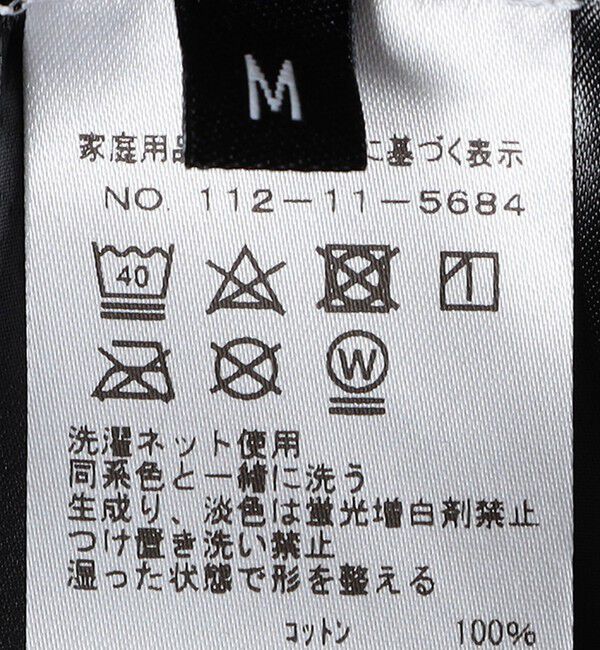 M
家庭用品に基づく表示
NO. 112-11-5684
40
W
洗濯ネット使用
同系色と一緒に洗う
生成り、淡色は蛍光増白剤禁止
つけ置き洗い禁止
湿った状態で形を整える
コットン 100%